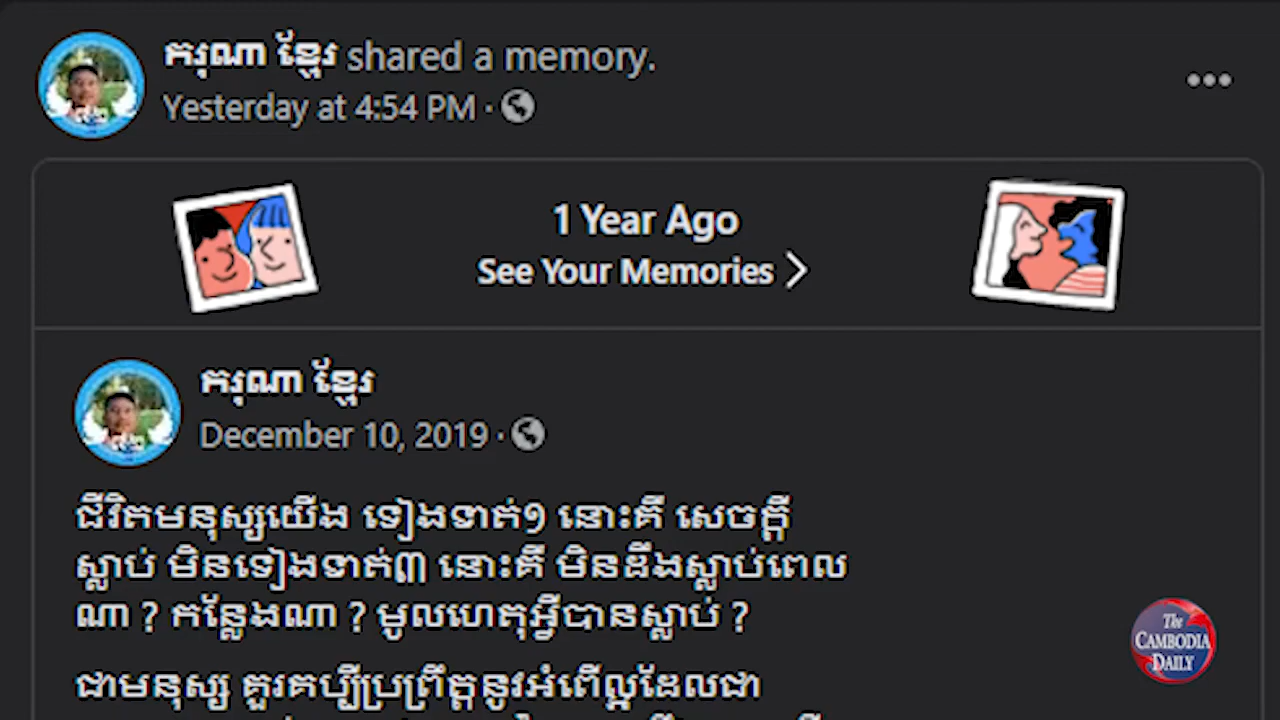 ករុណា ខ្មែរ shared a memory.
Yesterday at 4:54 PM ·
1 Year Ago
See Your Memories
ករុណា ខ្មែរ
December 10, 2019 ·
ជីវិតមនុស្សយើង ទៀងទាត់១ នោះគឺ សេចក្តី
ស្លាប់ មិនទៀងទាត់៣ នោះគឺ មិនដឹងស្លាប់ពេល
ណា ? កន្លែងណា ? មូលហេតុអ្វីបានស្លាប់ ?
ជាមនុស្ស គួរគប្បីប្រព្រឹត្តនូវអំពើល្អដែលជា
The
CAMBODIA
DAILY